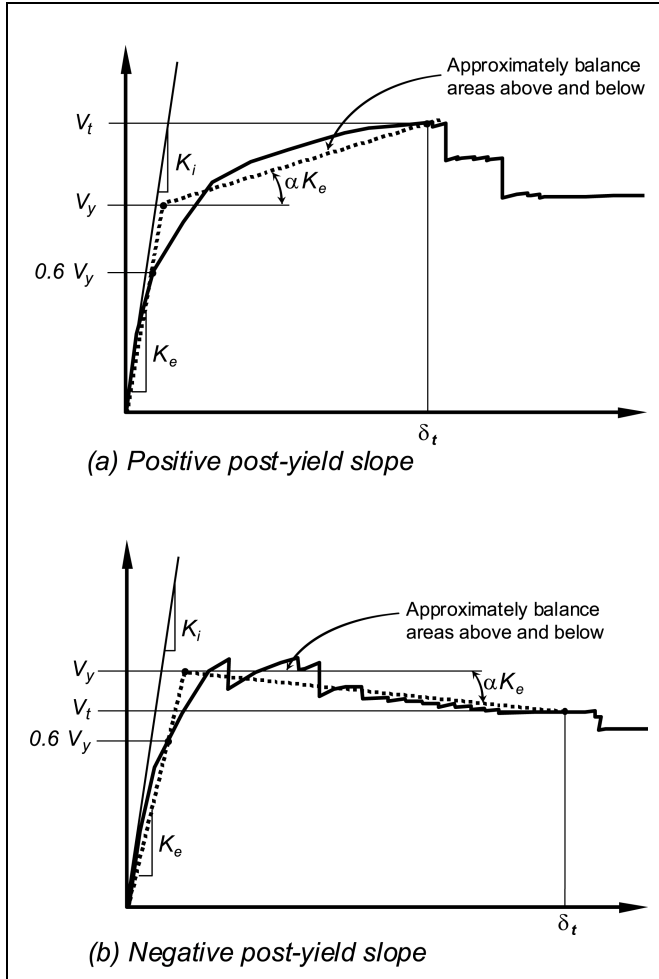 Approximately balance
areas above and below
V_t
K_i
αK_e
V_y
0.6 V_y
K_e
δ_t
(a) Positive post-yield slope
Approximately balance
areas above and below
K_i
V_y
αK_e
V_t
0.6 V_y
K_e
δ_t
(b) Negative post-yield slope